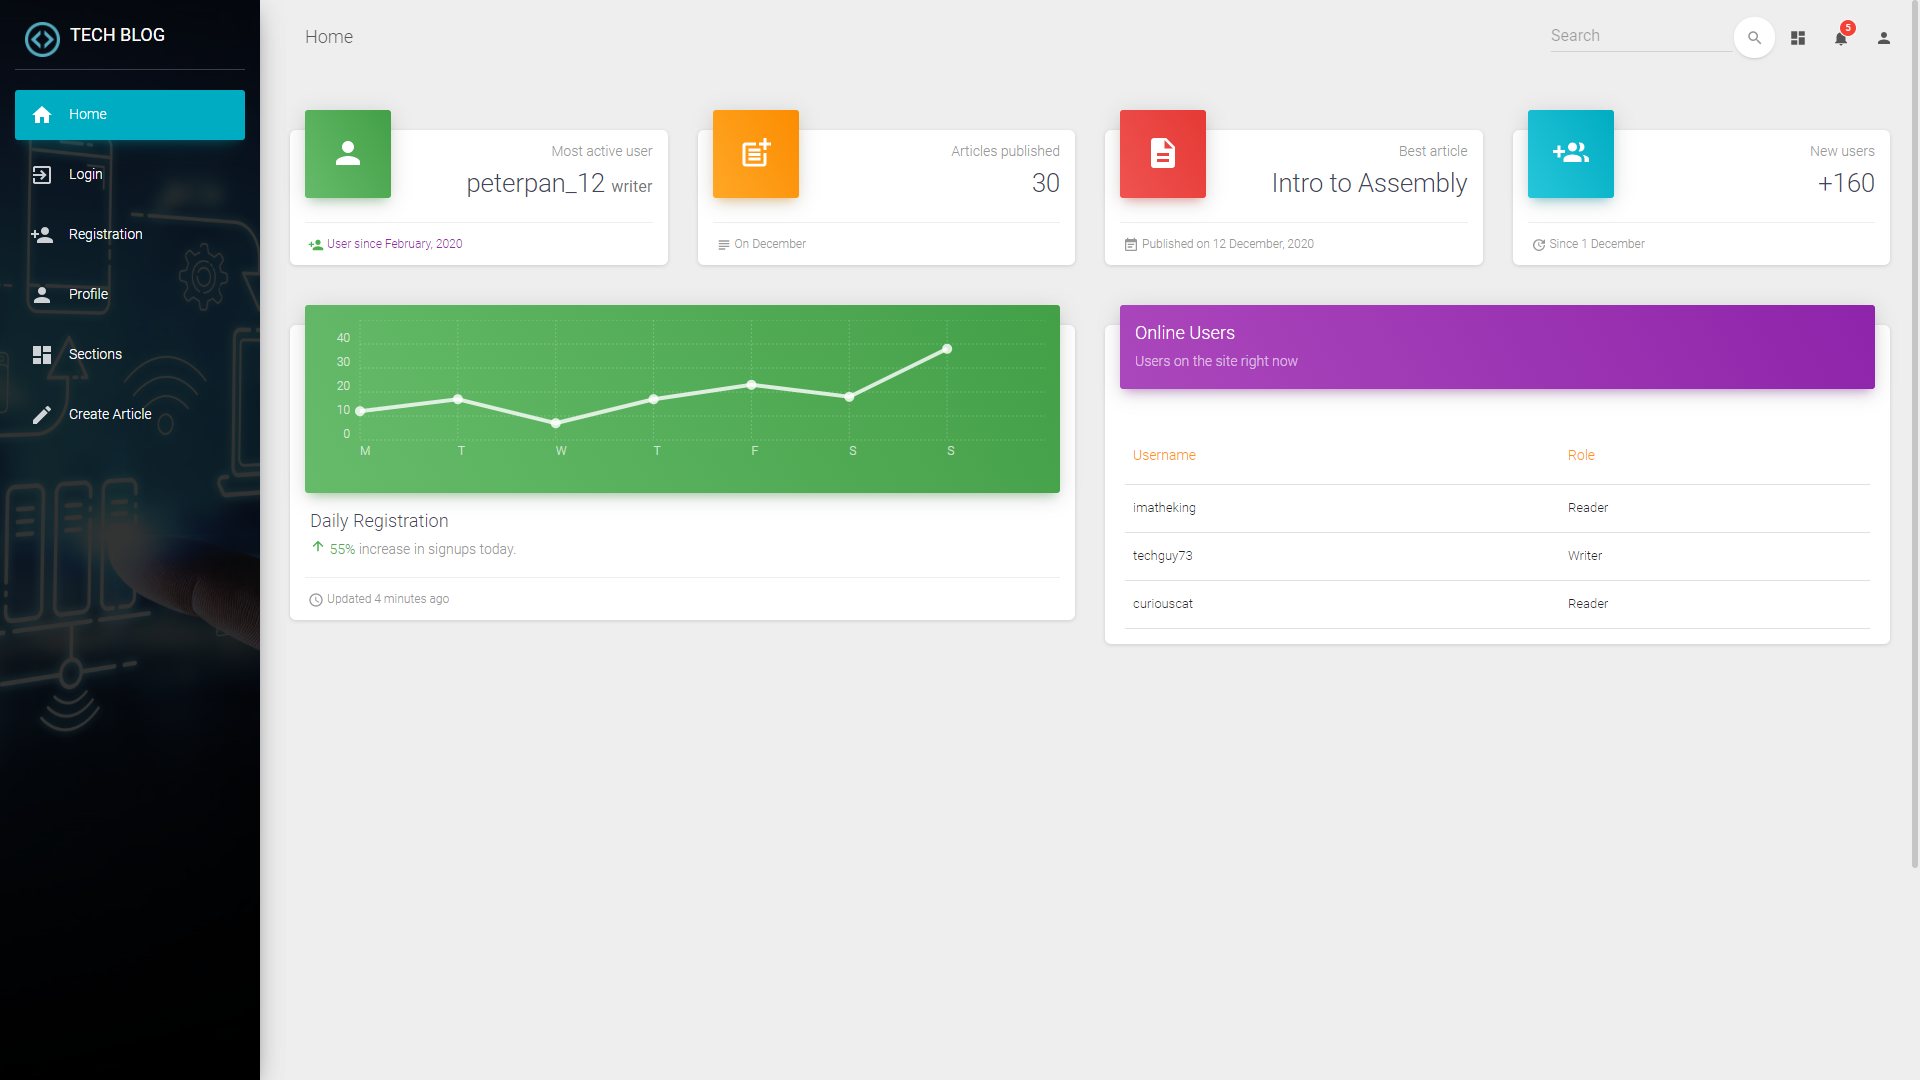 TECH BLOG
Home
Login
Registration
Profile
Sections
Create Article
Home
Search
5
Most active user
peterpan_12 writer
User since February, 2020
Articles published
30
On December
Best article
Intro to Assembly
Published on 12 December, 2020
New users
+160
Since 1 December
40
30
20
10
0
M T W T F S S
Daily Registration
55% increase in signups today.
Updated 4 minutes ago
Online Users
Users on the site right now
Username Role
imatheking Reader
techguy73 Writer
curiouscat Reader